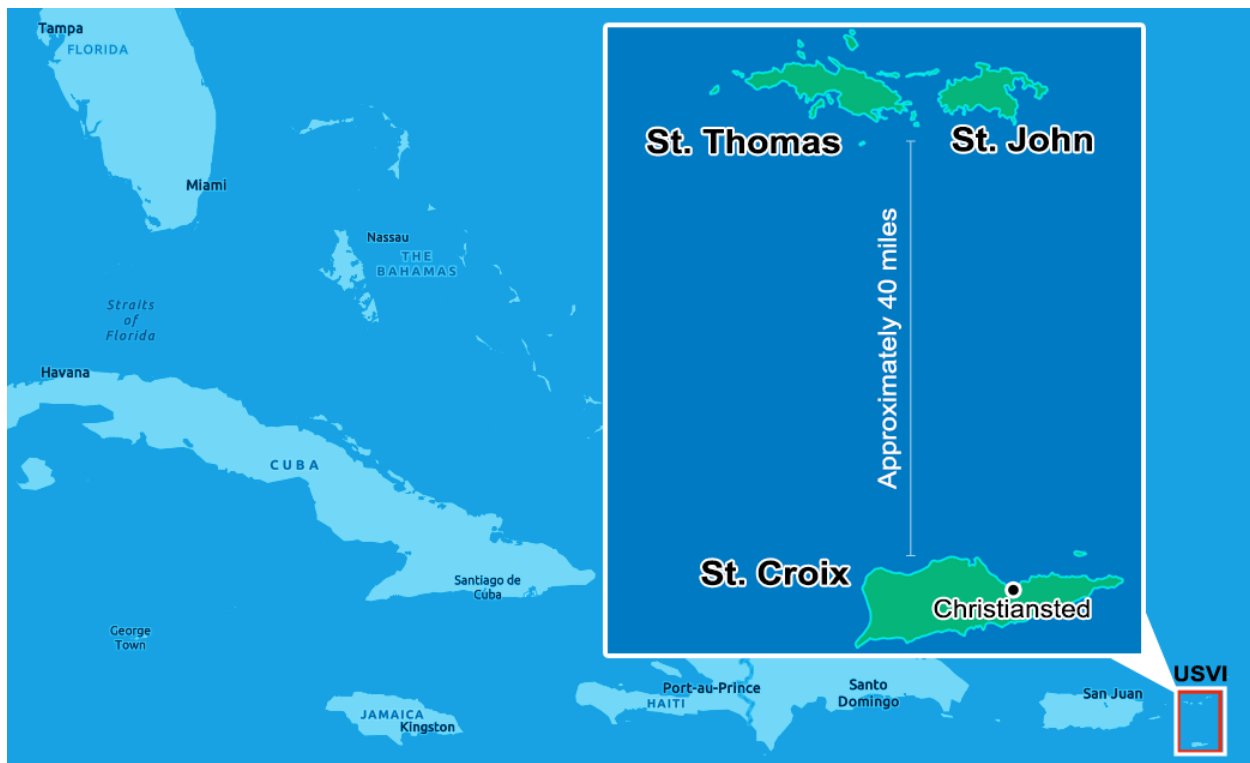 Tampa
FLORIDA
Miami
Nassau
THE
BAHAMAS
Straits
of
Florida
Havana
CUBA
Santiago de
Cúba
George
Town
JAMAICA
Kingston
Port-au-Prince
HAITI
Santo
Domingo
San Juan
USVI
St. Thomas
St. John
Approximately 40 miles
St. Croix
Christiansted